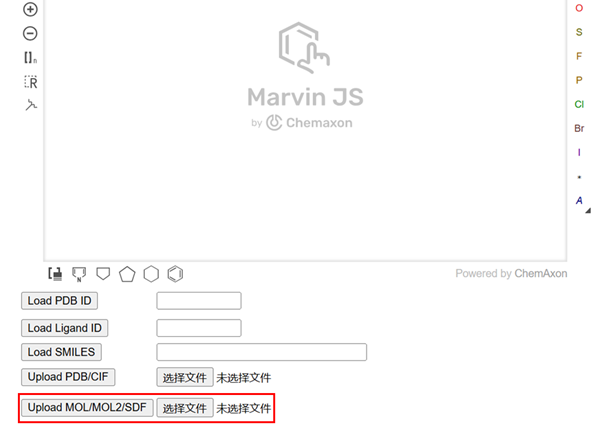 O
S
F
P
Cl
Br
I
*
A
[]n
R
Marvin JS
by Chemaxon
N
Powered by ChemAxon
Load PDB ID
Load Ligand ID
Load SMILES
Upload PDB/CIF 选择文件 未选择文件
Upload MOL/MOL2/SDF 选择文件 未选择文件